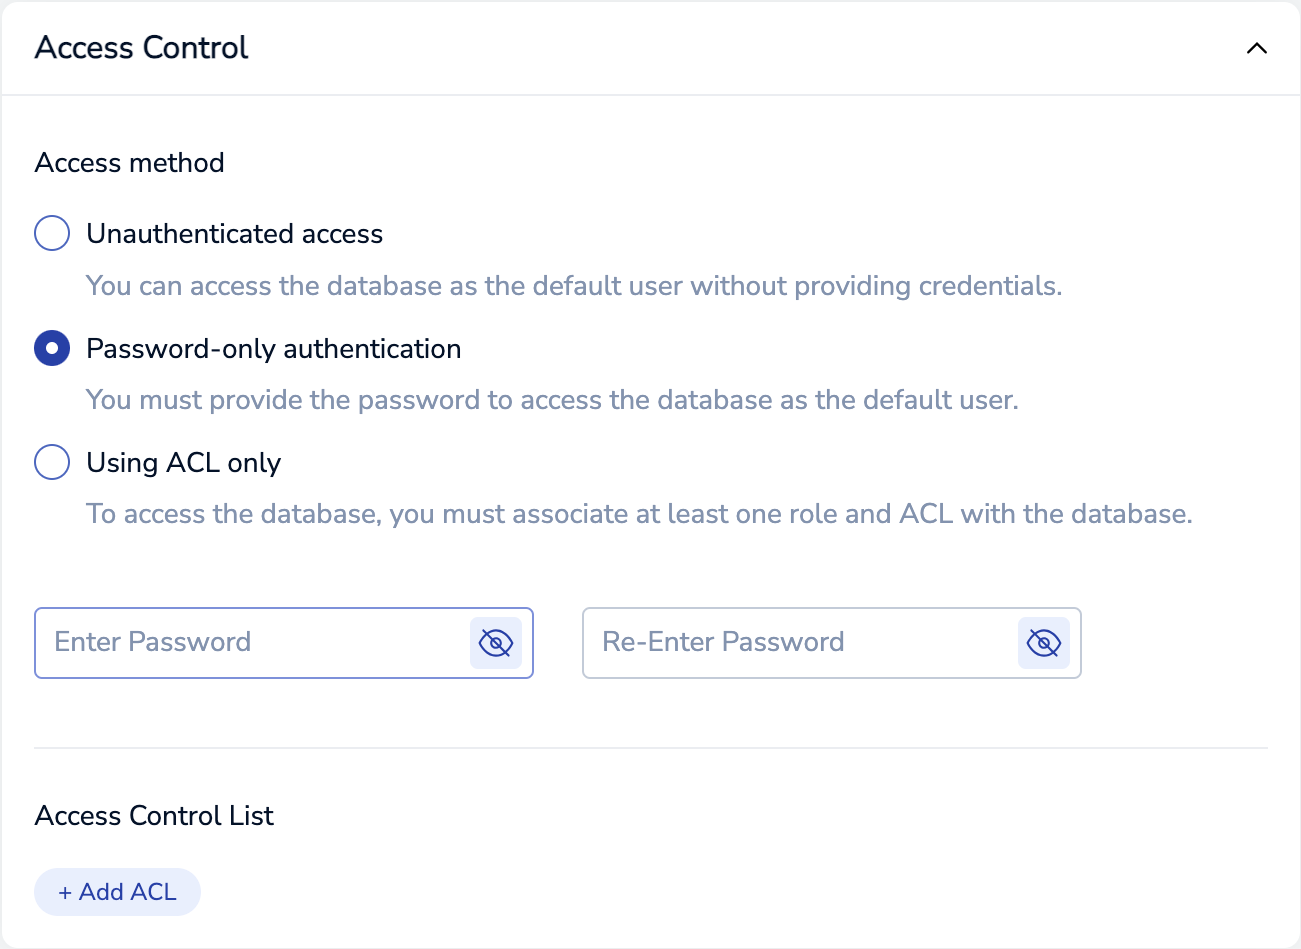 Access Control
Access method
Unauthenticated access
You can access the database as the default user without providing credentials.
Password-only authentication
You must provide the password to access the database as the default user.
Using ACL only
To access the database, you must associate at least one role and ACL with the database.
Enter Password
Re-Enter Password
Access Control List
+ Add ACL